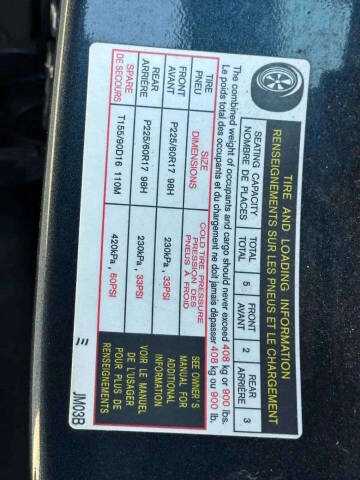 TIRE AND LOADING INFORMATION
RENSEIGNEMENTS SUR LES PNEUS ET LE CHARGEMENT
SEATING CAPACITY TOTAL 5 FRONT 2 REAR 3
NOMBRE DE PLACES TOTAL AVANT ARRIÈRE
The combined weight of occupants and cargo should never exceed 408 kg or 900 lbs.
Le poids total des occupants et du chargement ne doit jamais dépasser 408 kg ou 900 lb.
TIRE SIZE COLD TIRE PRESSURE
PNEU DIMENSIONS PRESSION DES PNEUS À FROID
FRONT P225/60R17 98H 230kPa, 33PSI
AVANT
REAR P225/60R17 98H 230kPa, 33PSI
ARRIÈRE
SPARE T155/90D16 110M 420kPa, 60PSI
DE SECOURS
SEE OWNER'S
MANUAL FOR
ADDITIONAL
INFORMATION
VOIR LE MANUEL
DE L'USAGER
POUR PLUS DE
RENSEIGNEMENTS
JM03B